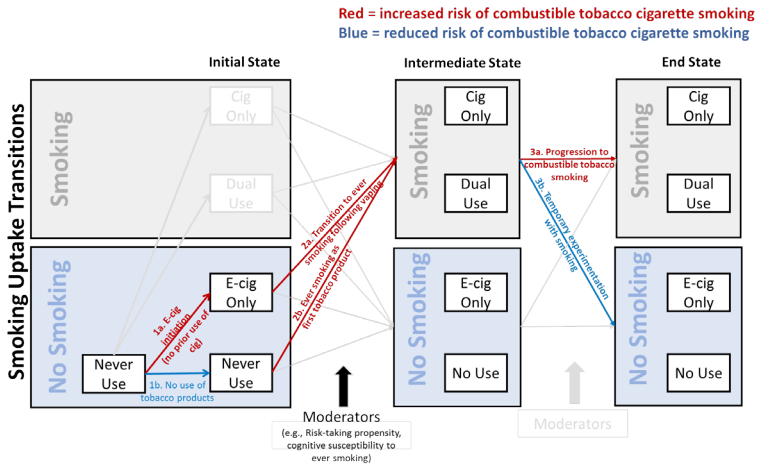 Red = increased risk of combustible tobacco cigarette smoking
Blue = reduced risk of combustible tobacco cigarette smoking
Initial State
Intermediate State
End State
Smoking Uptake Transitions
Smoking
Cig
Only
Dual
Use
No Smoking
Never
Use
E-cig
Only
Never
Use
1a. E-cig
initiation
(no prior use of
cig)
1b. No use of
tobacco products
2a. Transition to ever
smoking following vaping
2b. Ever smoking as
first tobacco product
Moderators
(e.g., Risk-taking propensity,
cognitive susceptibility to
ever smoking)
Smoking
Cig
Only
Dual
Use
No Smoking
E-cig
Only
No Use
3a. Progression to
combustible tobacco
smoking
3b. Temporary experimentation
with smoking
Moderators
Smoking
Cig
Only
Dual
Use
No Smoking
E-cig
Only
No Use